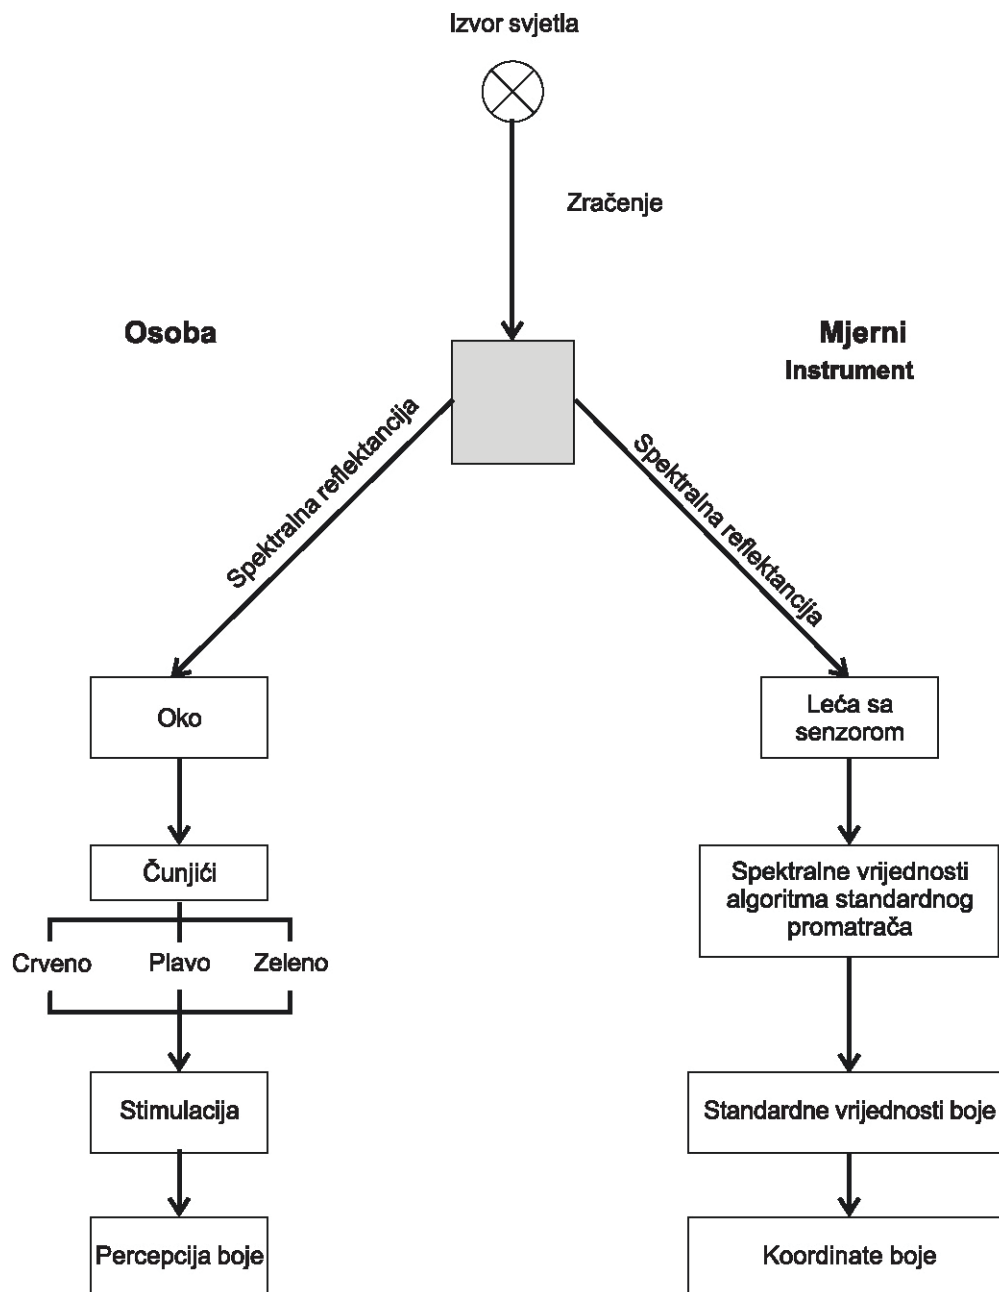 Izvor svjetla
Zračenje
Osoba
Mjerni
Instrument
Spektralna reflektancija
Spektralna reflektancija
Oko
Leća sa
senzorom
Čunjići
Spektralne vrijednosti
algoritma standardnog
promatrača
Crveno
Plavo
Zeleno
Stimulacija
Standardne vrijednosti boje
Percepcija boje
Koordinate boje